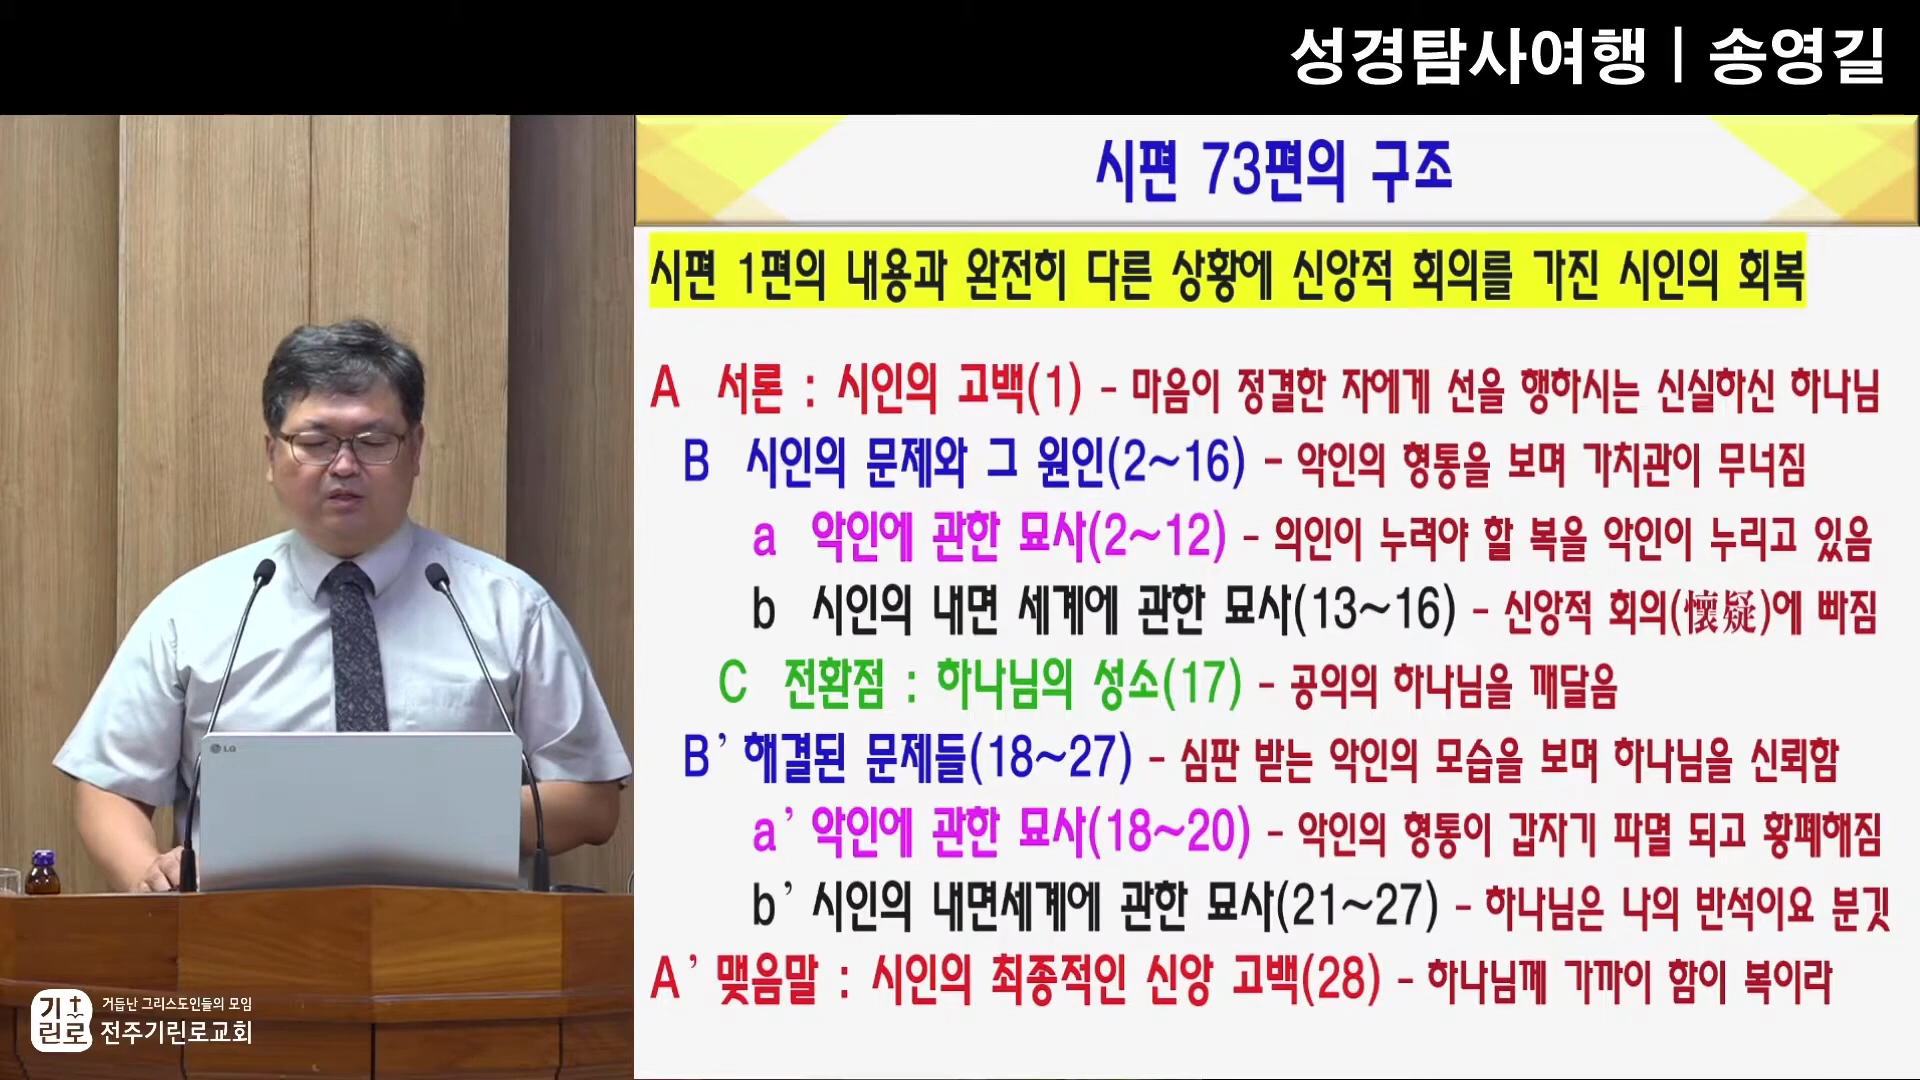 성경탐사여행 | 송영길
시편 73편의 구조
시편 1편의 내용과 완전히 다른 상황에 신앙적 회의를 가진 시인의 회복
A 서론 : 시인의 고백(1) - 마음이 정결한 자에게 선을 행하시는 신실하신 하나님
B 시인의 문제와 그 원인(2~16) - 악인의 형통을 보며 가치관이 무너짐
a 악인에 관한 묘사(2~12) - 의인이 누려야 할 복을 악인이 누리고 있음
b 시인의 내면 세계에 관한 묘사(13~16) - 신앙적 회의(懷疑)에 빠짐
C 전환점 : 하나님의 성소(17) - 공의의 하나님을 깨달음
B’ 해결된 문제들(18~27) - 심판 받는 악인의 모습을 보며 하나님을 신뢰함
a’ 악인에 관한 묘사(18~20) - 악인의 형통이 갑자기 파멸 되고 황폐해짐
b’ 시인의 내면세계에 관한 묘사(21~27) - 하나님은 나의 반석이요 분깃
A’ 맺음말 : 시인의 최종적인 신앙 고백(28) - 하나님께 가까이 함이 복이라
LG
기린로
거듭난 그리스도인들의 모임
전주기린로교회